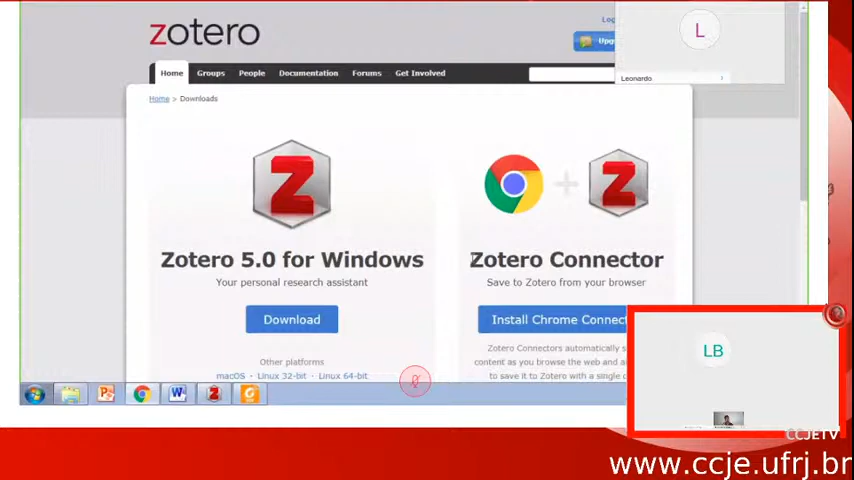 zotero
Log
Upg
L
Leonardo
Home Groups People Documentation Forums Get Involved
Home > Downloads
Zotero 5.0 for Windows
Your personal research assistant
Download
Other platforms
macOS · Linux 32-bit · Linux 64-bit
Zotero Connector
Save to Zotero from your browser
Install Chrome Connect
Zotero Connectors automatically s
content as you browse the web and a
to save it to Zotero with a single c
LB
CCJETV
www.ccje.ufrj.br